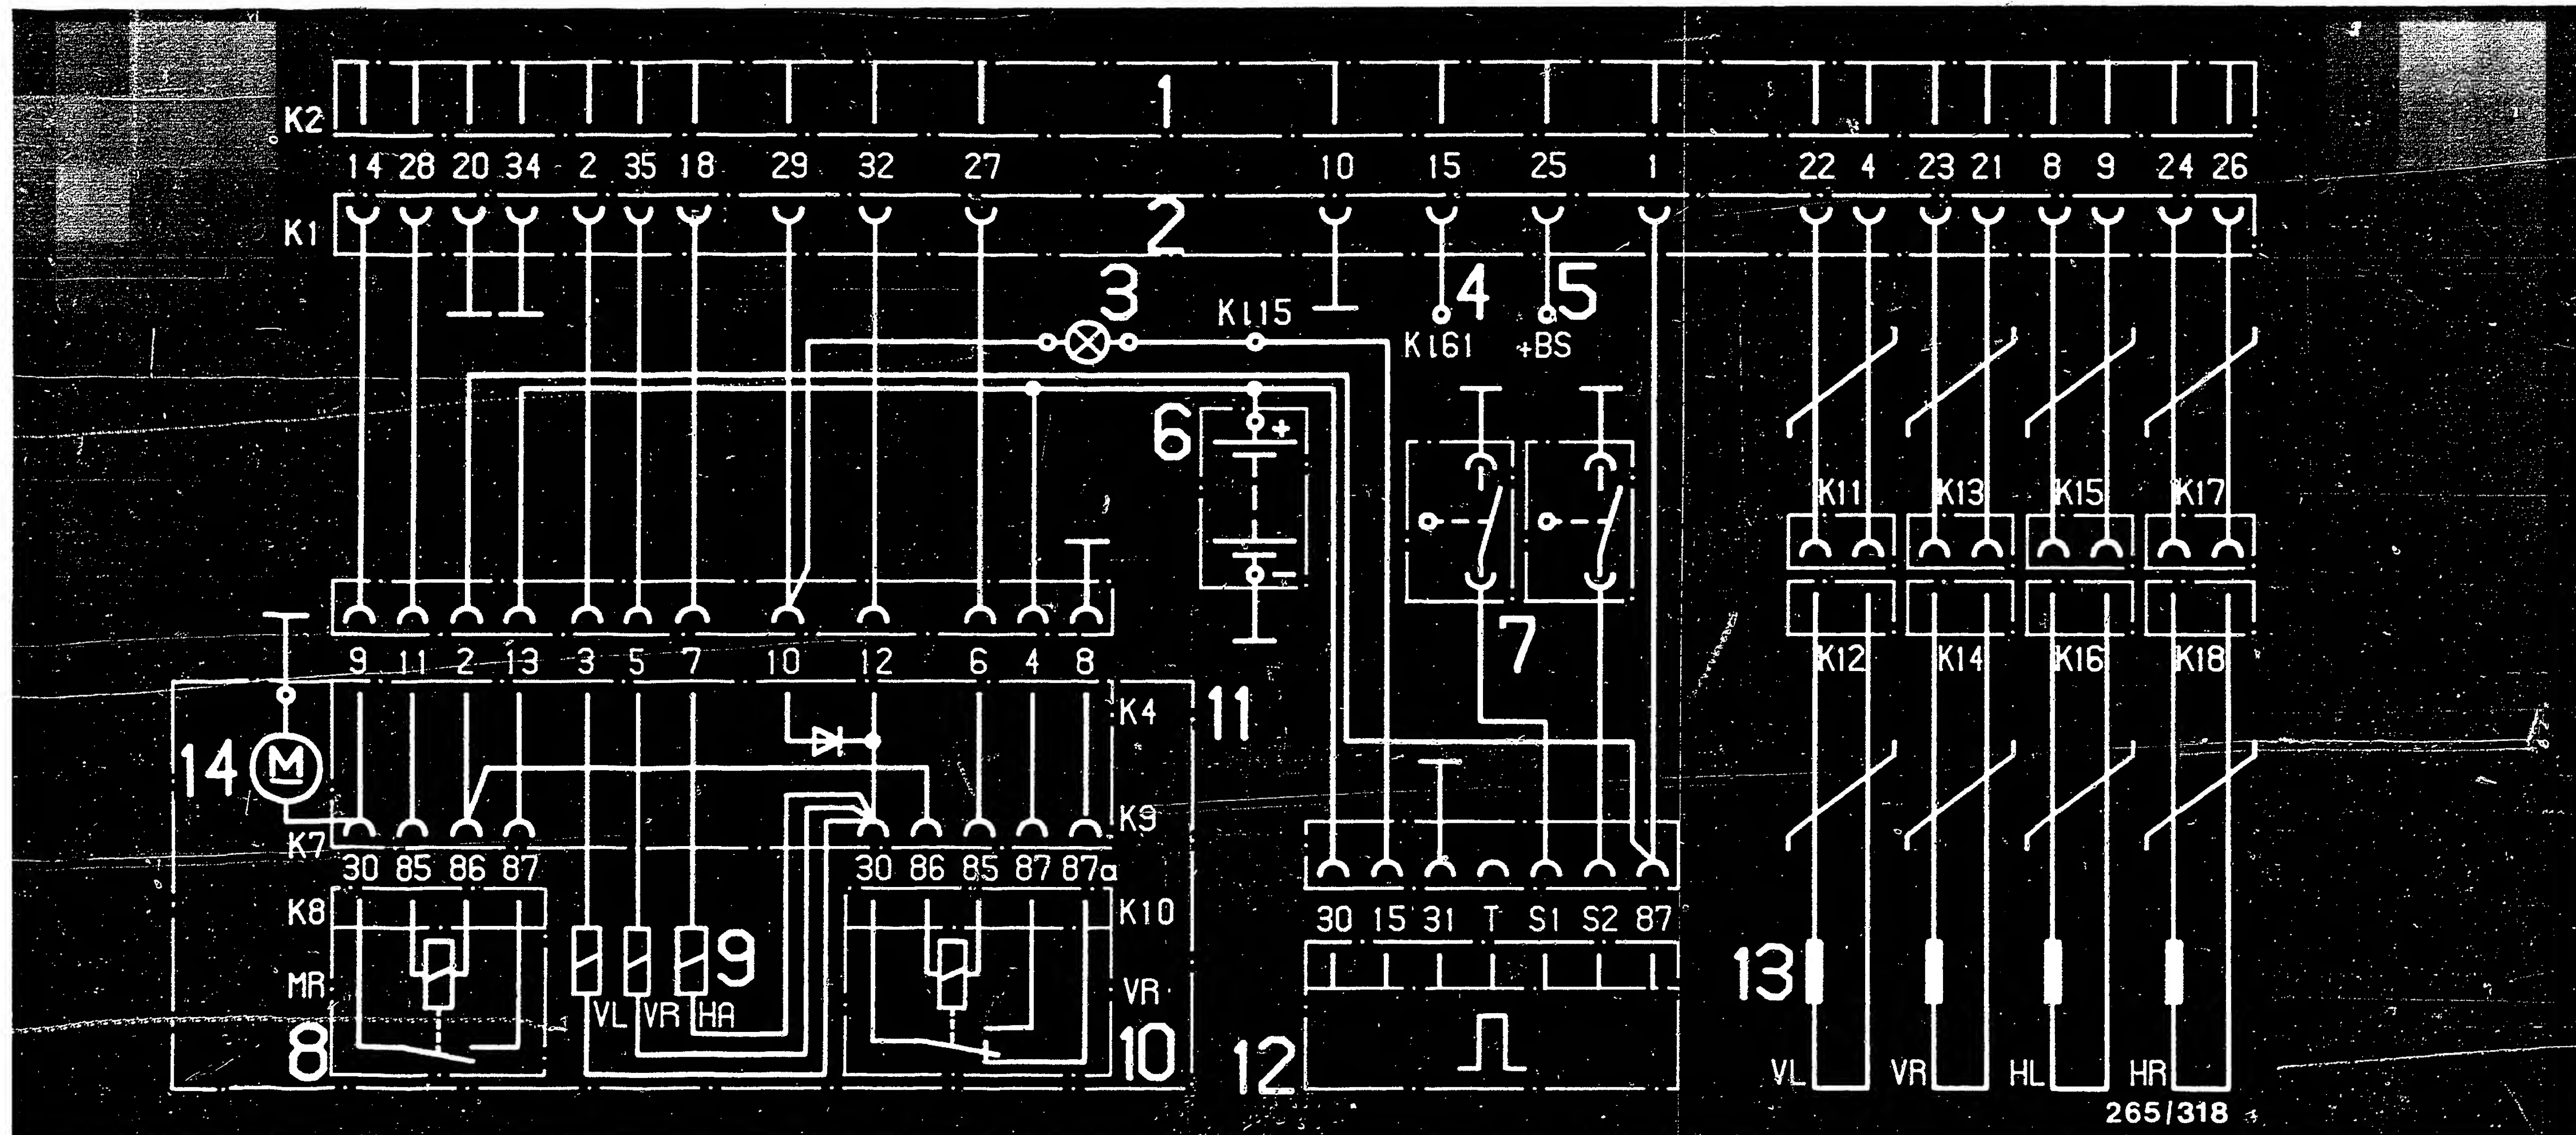 1
K2
14 28 20 34 2 35 18 29 32 27 10 15 25 1 22 4 23 21 8 9 24 26
K1
2
3
4
5
Kl15
Kl61
+BS
6
+
-
7
K11 K13 K15 K17
9 11 2 13 3 5 7 10 12 6 4 8
K12 K14 K16 K18
K4
11
14
M
K9
K7
30 85 86 87
30 86 85 87 87a
K8
K10
30 15 31 T S1 S2 87
9
MR
VL VR HA
VR
13
8
10
12
VL VR HL HR
265/318